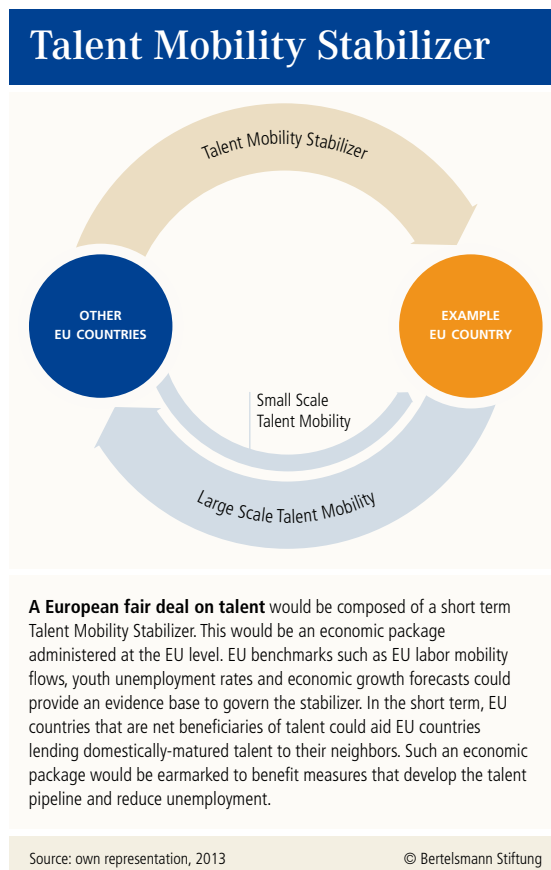 Talent Mobility Stabilizer
Talent Mobility Stabilizer
OTHER
EU COUNTRIES
EXAMPLE
EU COUNTRY
Small Scale
Talent Mobility
Large Scale Talent Mobility
A European fair deal on talent would be composed of a short term
Talent Mobility Stabilizer. This would be an economic package
administered at the EU level. EU benchmarks such as EU labor mobility
flows, youth unemployment rates and economic growth forecasts could
provide an evidence base to govern the stabilizer. In the short term, EU
countries that are net beneficiaries of talent could aid EU countries
lending domestically-matured talent to their neighbors. Such an economic
package would be earmarked to benefit measures that develop the talent
pipeline and reduce unemployment.
Source: own representation, 2013 © Bertelsmann Stiftung